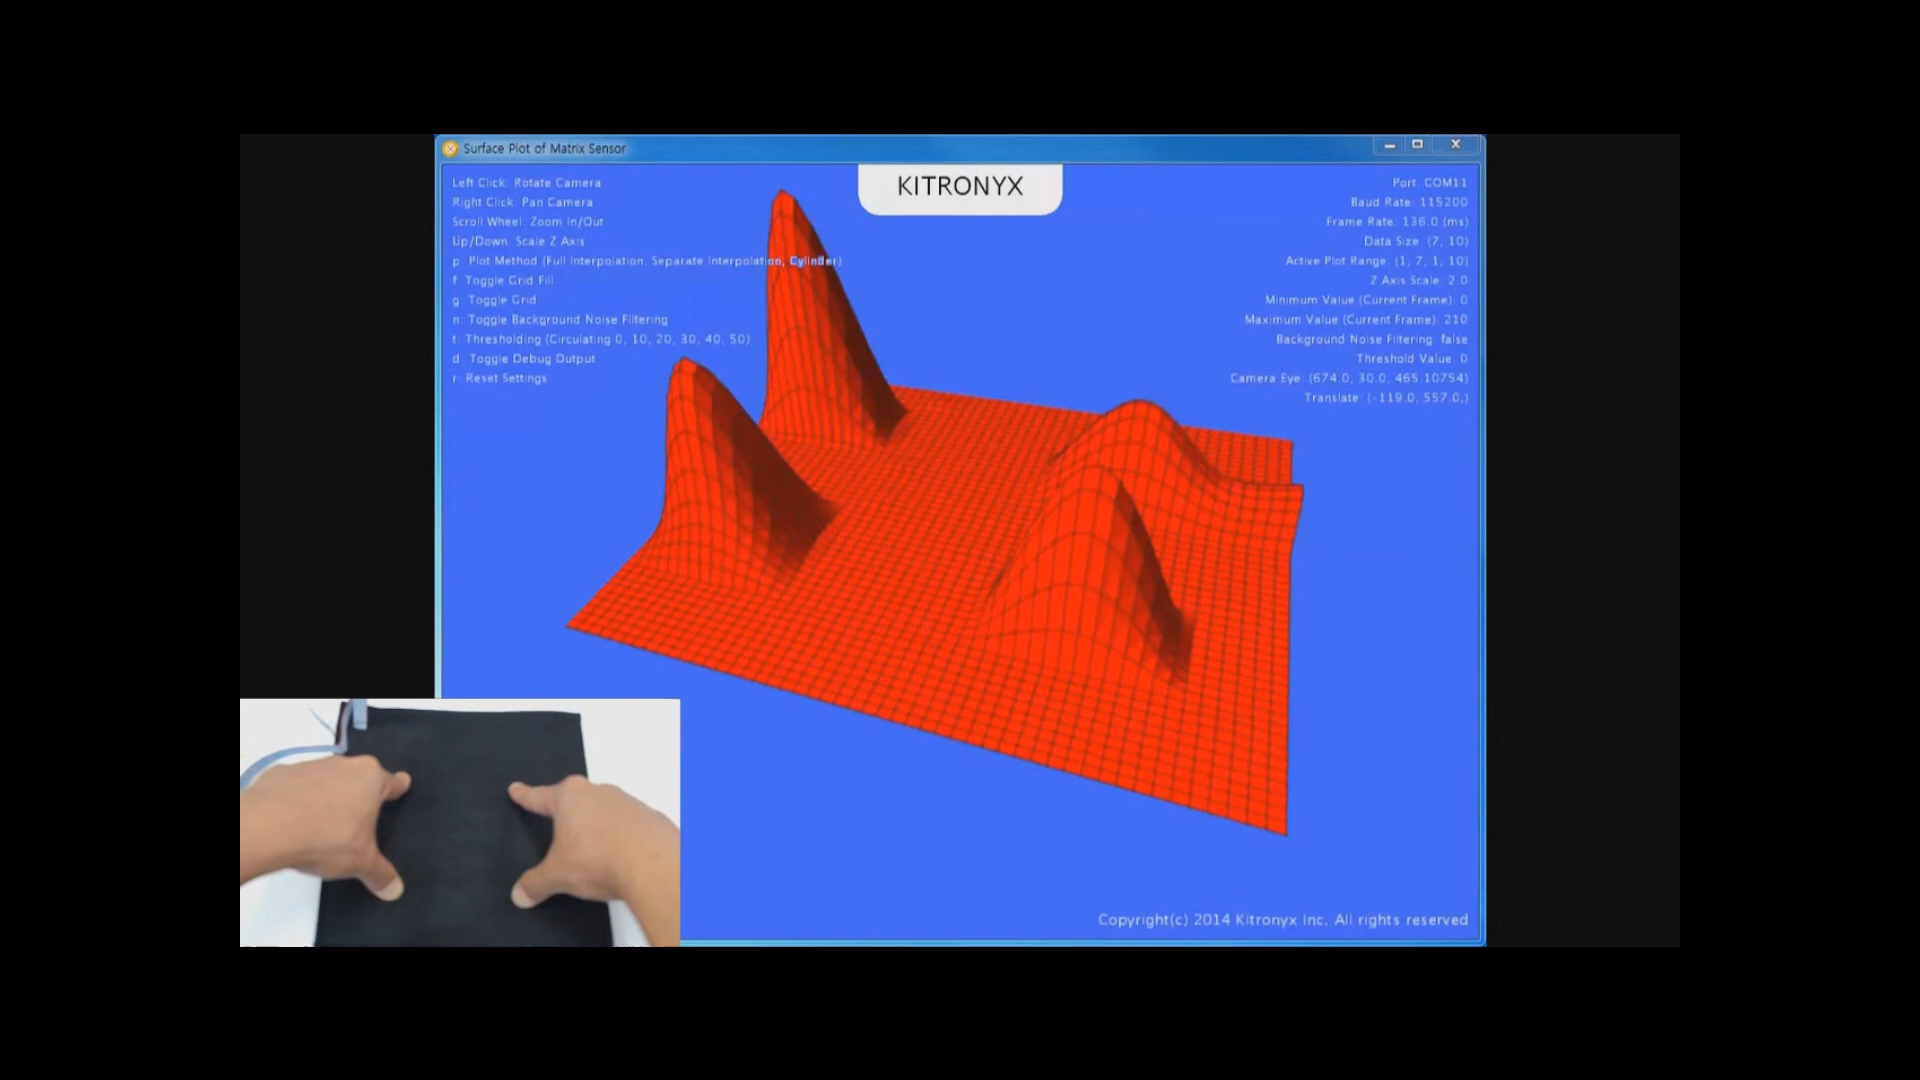 Surface Plot of Matrix Sensor
KITRONYX
Left Click: Rotate Camera
Right Click: Pan Camera
Scroll Wheel: Zoom In/Out
Up/Down: Scale Z Axis
p: Plot Method (Full Interpolation, Separate Interpolation, Cylinder)
f: Toggle Grid Fill
g: Toggle Grid
n: Toggle Background Noise Filtering
t: Thresholding (Circulating 0, 10, 20, 30, 40, 50)
d: Toggle Debug Output
r: Reset Settings
Port: COM11
Baud Rate: 115200
Frame Rate: 136.0 (ms)
Data Size: (7, 10)
Active Plot Range: (1, 7, 1, 10)
Z Axis Scale: 2.0
Minimum Value (Current Frame): 0
Maximum Value (Current Frame): 210
Background Noise Filtering: false
Threshold Value: 0
Camera Eye: (674.0, 30.0, 465.10754)
Translate: (-119.0, 557.0,)
Copyright(c) 2014 Kitronyx Inc. All rights reserved